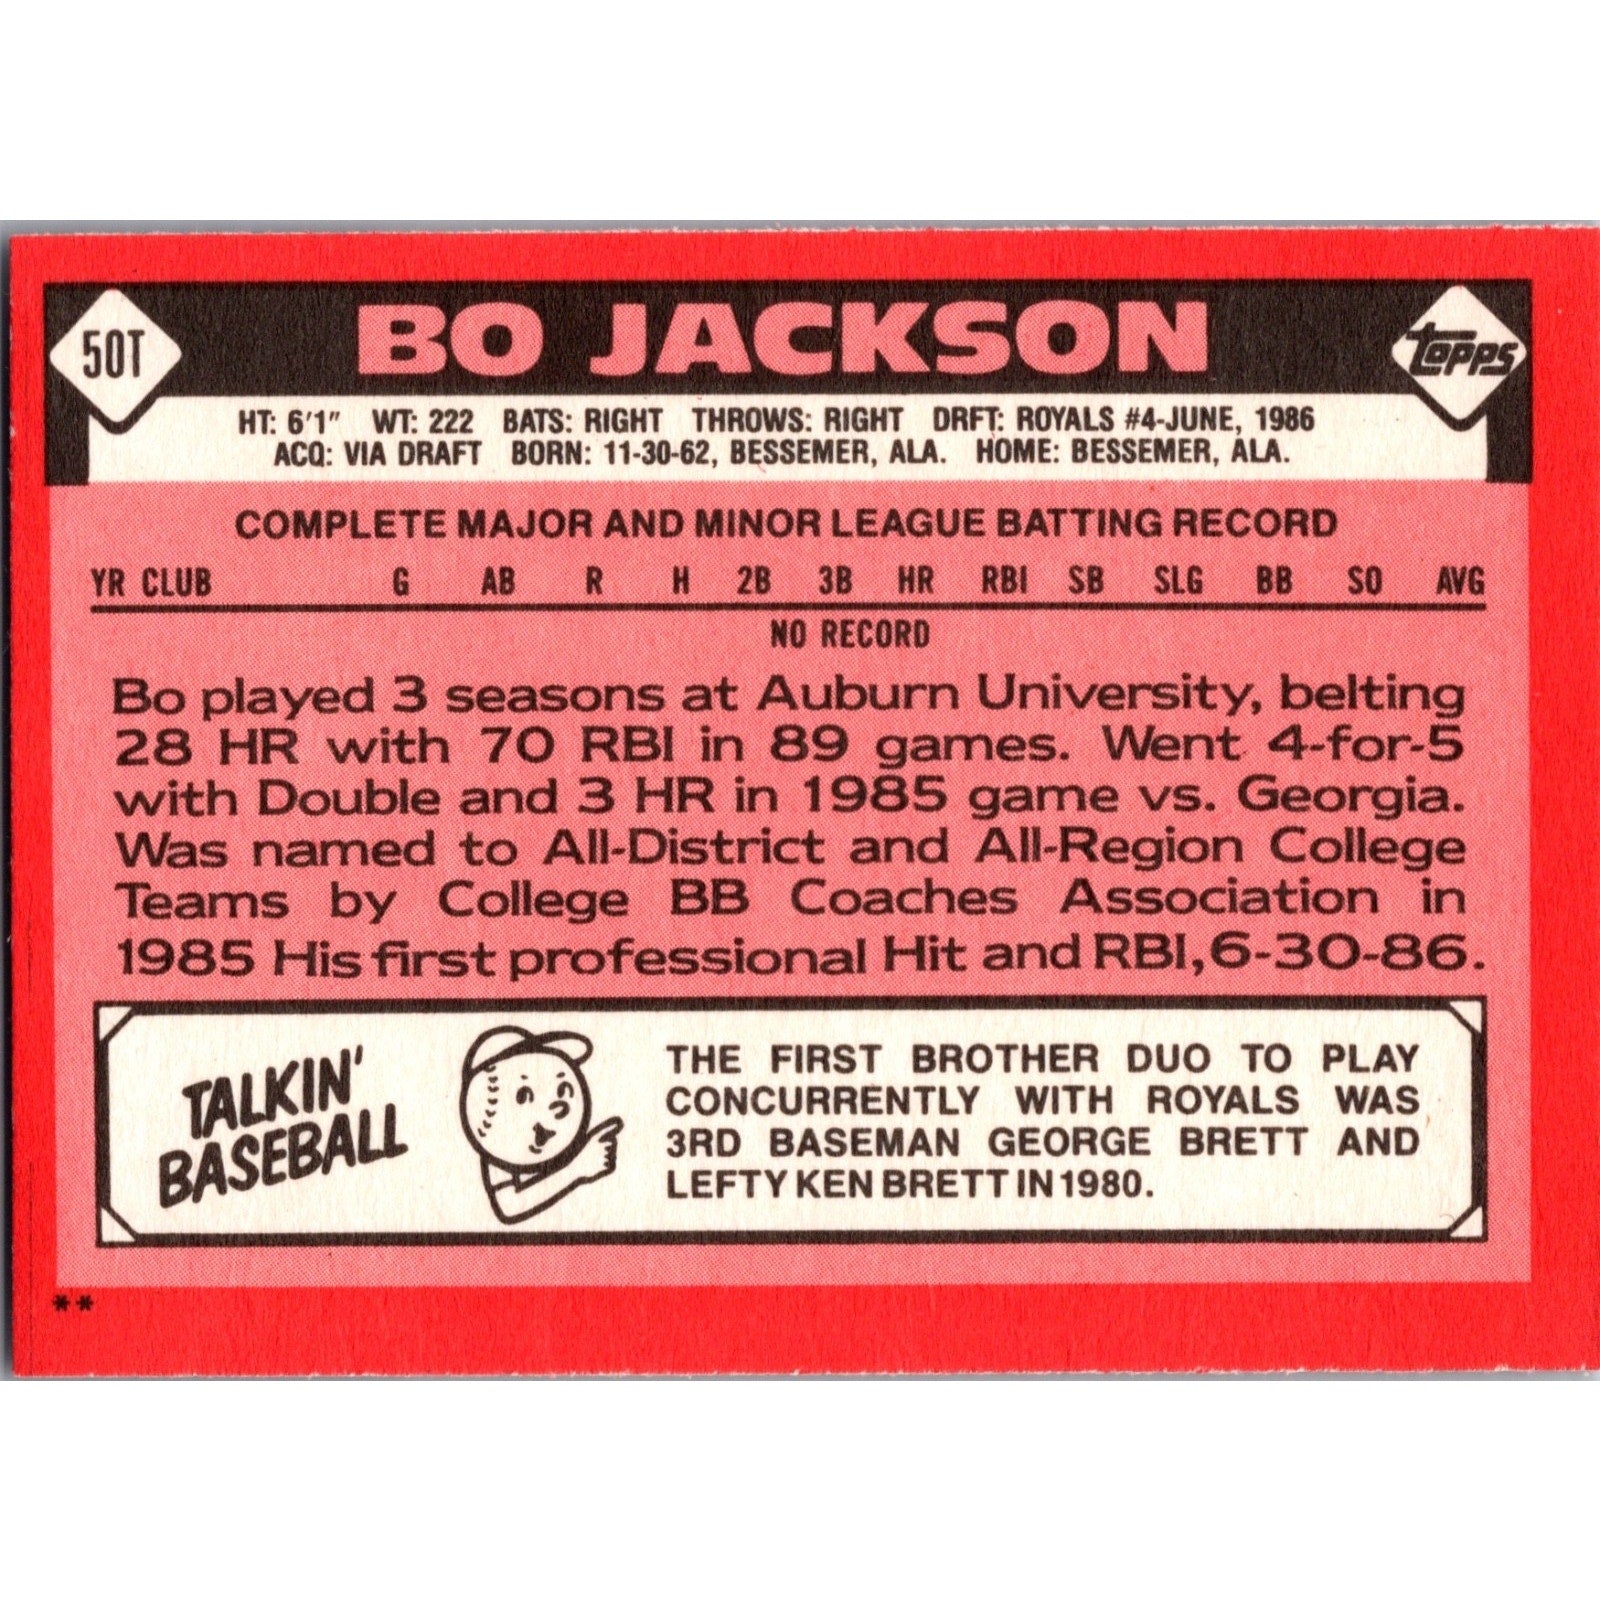 50T BO JACKSON topps
HT: 6'1" WT: 222 BATS: RIGHT THROWS: RIGHT DRFT: ROYALS #4-JUNE, 1986
ACQ: VIA DRAFT BORN: 11-30-62, BESSEMER, ALA. HOME: BESSEMER, ALA.
COMPLETE MAJOR AND MINOR LEAGUE BATTING RECORD
YR CLUB G AB R H 2B 3B HR RBI SB SLG BB SO AVG
NO RECORD
Bo played 3 seasons at Auburn University, belting
28 HR with 70 RBI in 89 games. Went 4-for-5
with Double and 3 HR in 1985 game vs. Georgia.
Was named to All-District and All-Region College
Teams by College BB Coaches Association in
1985 His first professional Hit and RBI, 6-30-86.
TALKIN'
BASEBALL
THE FIRST BROTHER DUO TO PLAY
CONCURRENTLY WITH ROYALS WAS
3RD BASEMAN GEORGE BRETT AND
LEFTY KEN BRETT IN 1980.
**